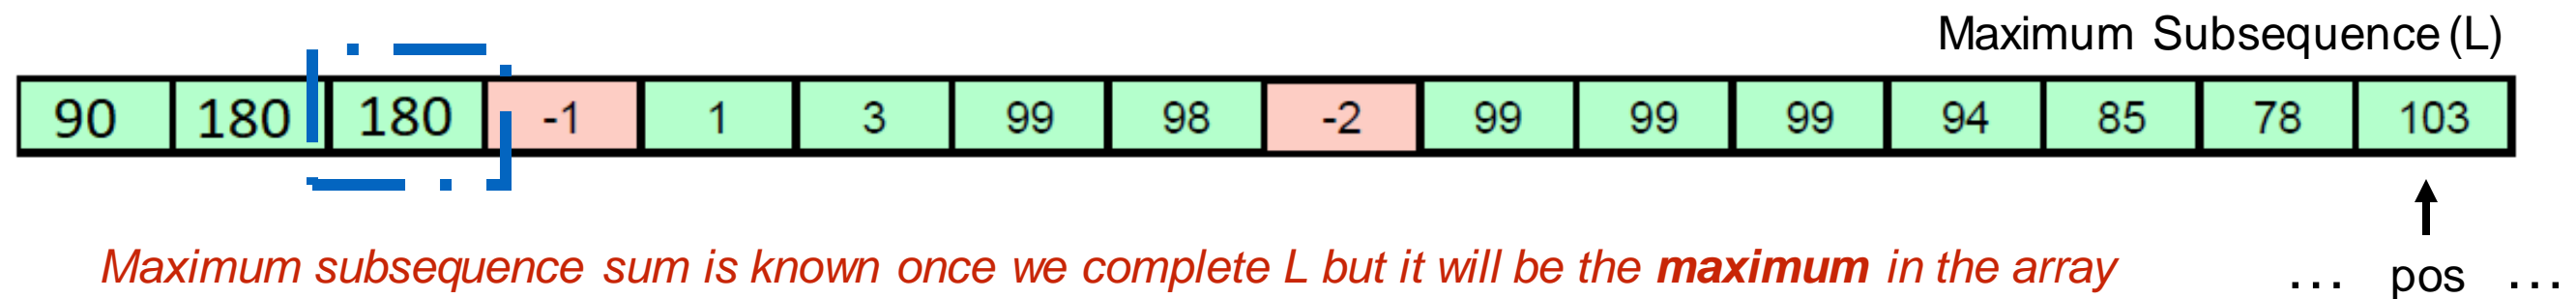 Maximum Subsequence (L)
90 180 180 -1 1 3 99 98 -2 99 99 99 94 85 78 103
Maximum subsequence sum is known once we complete L but it will be the maximum in the array
... pos ...